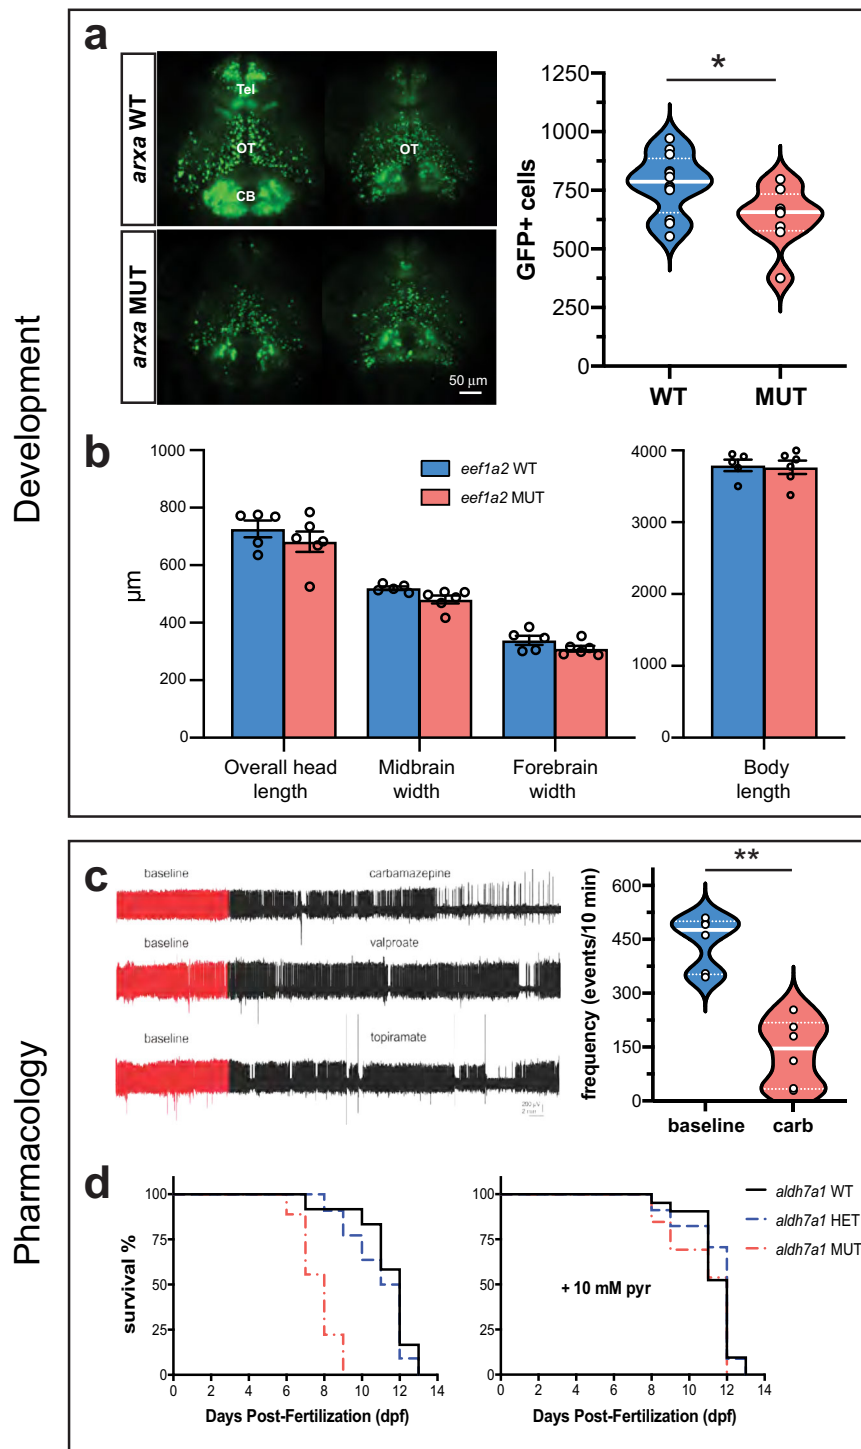 Development
a
arxa WT
arxa MUT
Tel
OT
CB
OT
50 µm
GFP+ cells
1250
1000
750
500
250
0
*
WT
MUT
b
µm
1000
800
600
400
200
0
eef1a2 WT
eef1a2 MUT
4000
3000
2000
1000
0
Overall head
length
Midbrain
width
Forebrain
width
Body
length
Pharmacology
c
baseline
carbamazepine
baseline
valproate
baseline
topiramate
2 min
frequency (events/10 min)
600
450
300
150
0
**
baseline
carb
d
survival %
100
75
50
25
0
0 2 4 6 8 10 12 14
Days Post-Fertilization (dpf)
100
75
50
25
0
+ 10 mM pyr
0 2 4 6 8 10 12 14
Days Post-Fertilization (dpf)
aldh7a1 WT
aldh7a1 HET
aldh7a1 MUT